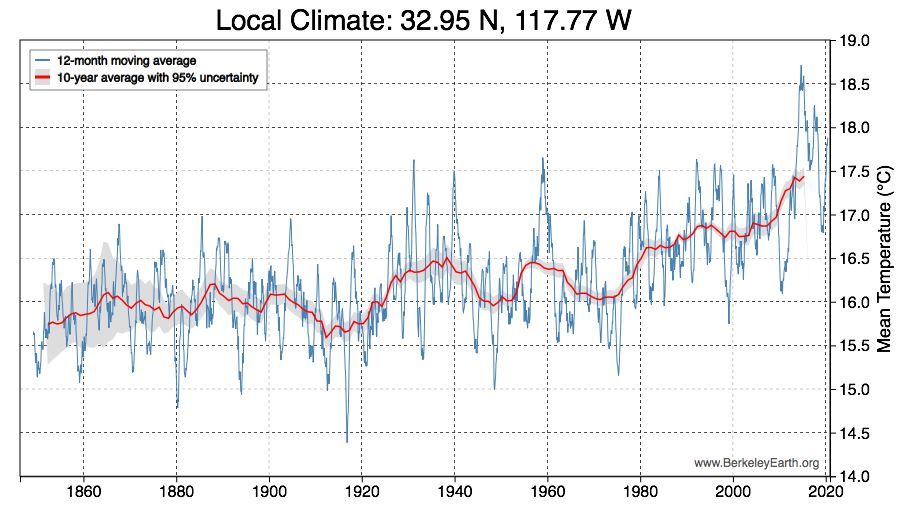 Local Climate: 32.95 N, 117.77 W
12-month moving average
10-year average with 95% uncertainty
19.0
18.5
18.0
17.5
17.0
16.5
16.0
15.5
15.0
14.5
14.0
Mean Temperature (°C)
www.BerkeleyEarth.org
1860 1880 1900 1920 1940 1960 1980 2000 2020